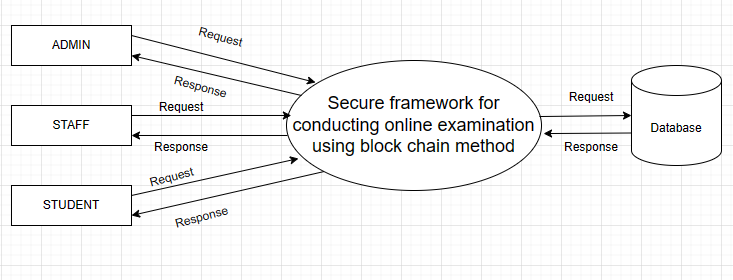 ADMIN
Request
Response
Request
STAFF
Response
Request
STUDENT
Response
Secure framework for
conducting online examination
using block chain method
Request
Response
Database